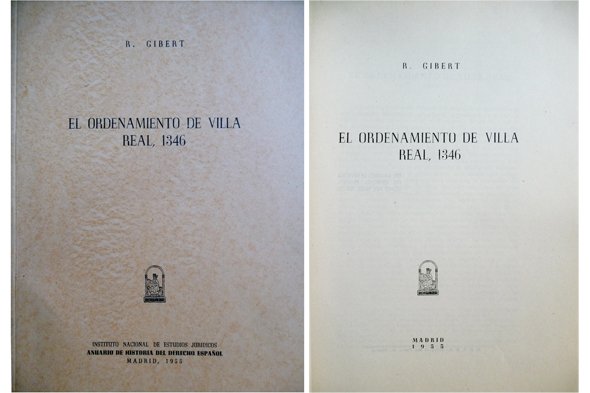 R. GIBERT
EL ORDENAMIENTO DE VILLA
REAL, 1346
INSTITUTO NACIONAL DE ESTUDIOS JURIDICOS
ANUARIO DE HISTORIA DEL DERECHO ESPAÑOL
MADRID, 1955
R. GIBERT
EL ORDENAMIENTO DE VILLA
REAL, 1346
MADRID
1955